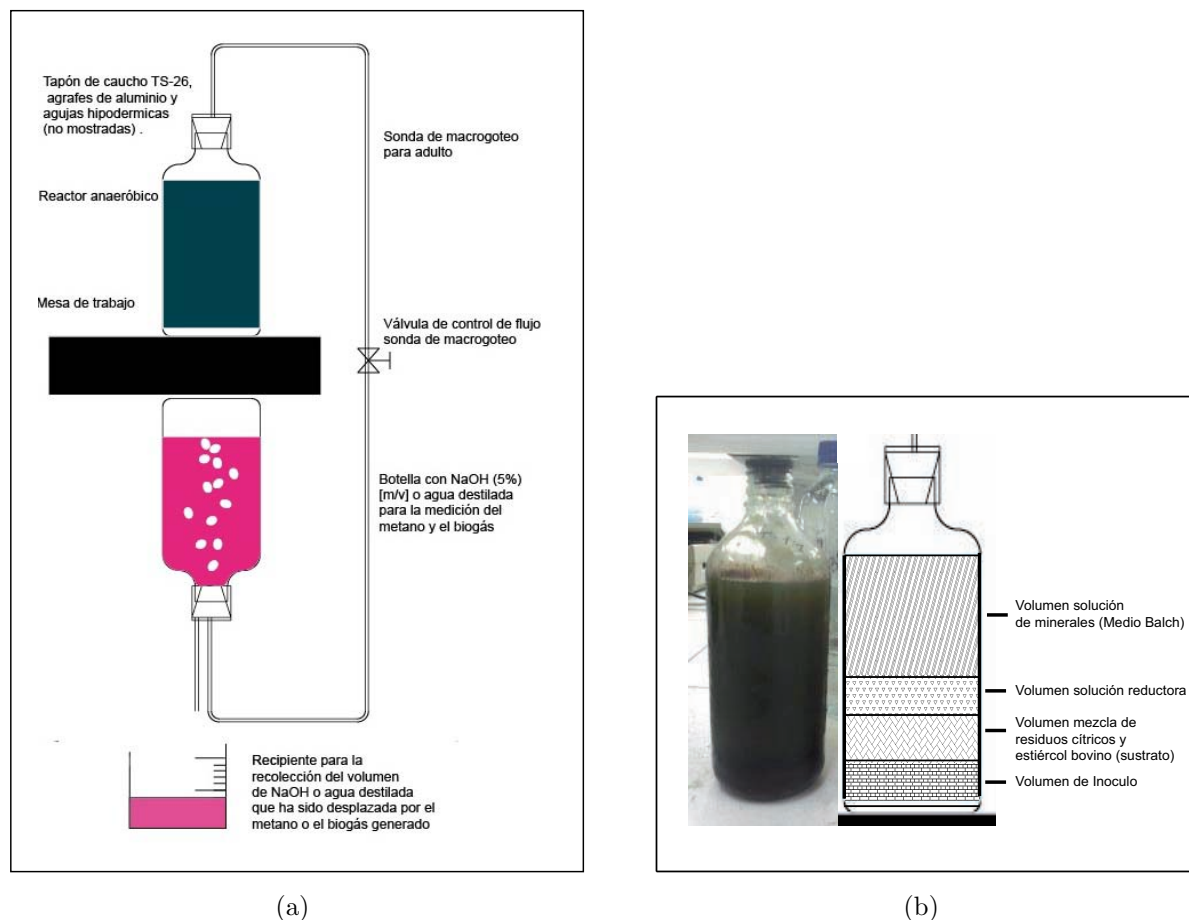 Tapón de caucho TS-26,
agrafes de aluminio y
agujas hipodermicas
(no mostradas) .
Sonda de macrogoteo
para adulto
Reactor anaeróbico
Mesa de trabajo
Válvula de control de flujo
sonda de macrogoteo
Botella con NaOH (5%)
[m/v] o agua destilada
para la medición del
metano y el biogás
Recipiente para la
recolección del volumen
de NaOH o agua destilada
que ha sido desplazada por el
metano o el biogás generado
(a)
Volumen solución
de minerales (Medio Balch)
Volumen solución reductora
Volumen mezcla de
residuos cítricos y
estiércol bovino (sustrato)
Volumen de Inoculo
(b)